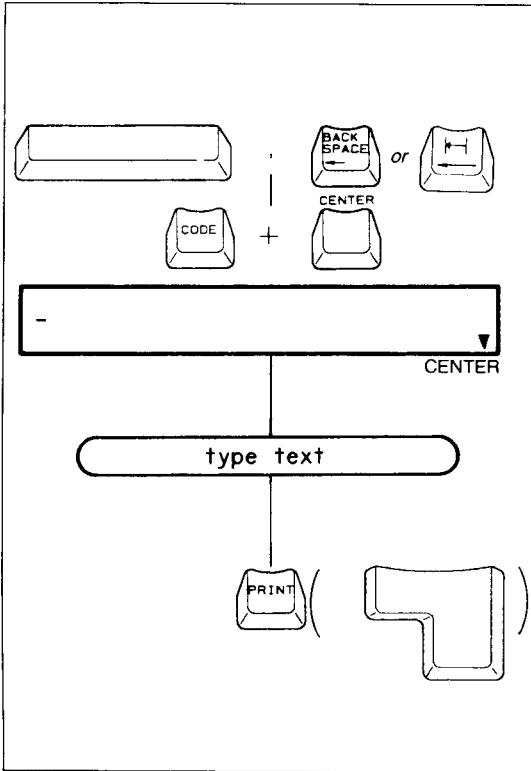 BACK
SPACE
or
CENTER
CODE
+
-
CENTER
type text
PRINT
( )